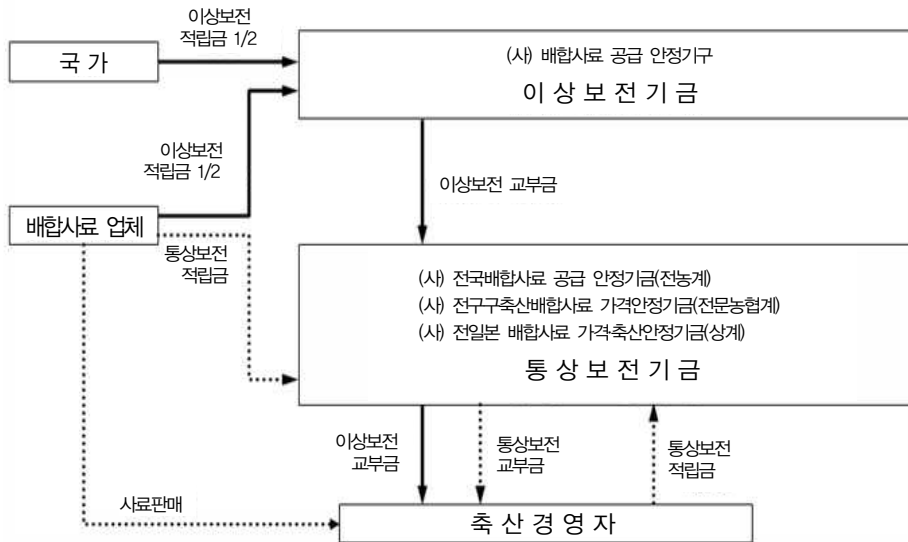 이상보전
적립금 1/2
국 가
(사) 배합사료 공급 안정기구
이 상 보 전 기 금
이상보전
적립금 1/2
이상보전 교부금
배합사료 업체
통상보전
적립금
(사) 전국배합사료 공급 안정기금(전농계)
(사) 전구구축산배합사료 가격안정기금(전문농협계)
(사) 전일본 배합사료 가격·축산안정기금(상계)
통 상 보 전 기 금
이상보전
교부금
통상보전
교부금
통상보전
적립금
사료판매
축 산 경 영 자